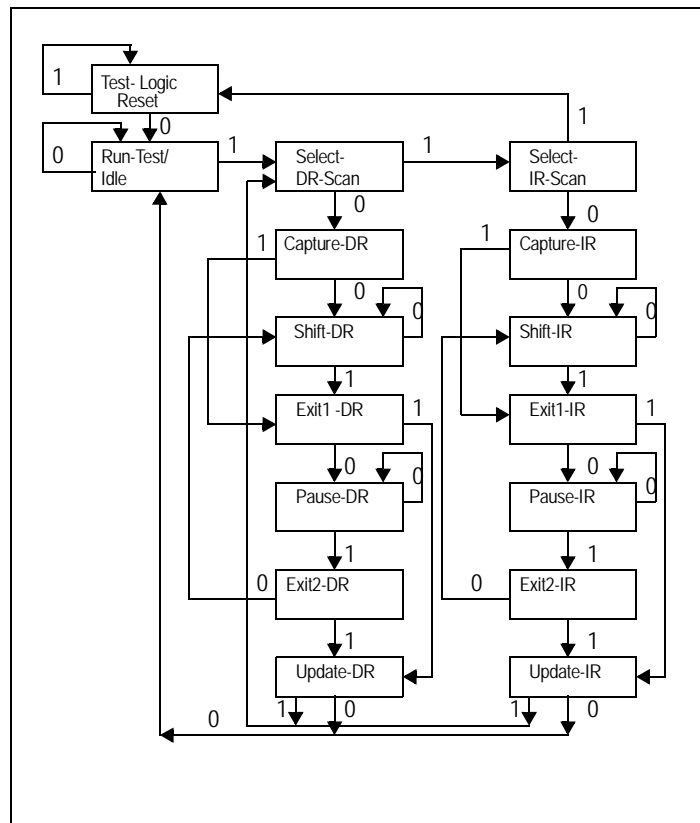 1
Test- Logic
Reset
1
0
0
Run-Test/
Idle
1
Select-
DR-Scan
1
Select-
IR-Scan
0
0
1
Capture-DR
1
Capture-IR
0
0
Shift-DR
0
Shift-IR
0
1
1
Exit1 -DR
1
Exit1-IR
1
0
0
Pause-DR
0
Pause-IR
0
1
1
0
Exit2-DR
0
Exit2-IR
1
1
Update-DR
Update-IR
1
0
1
0
0